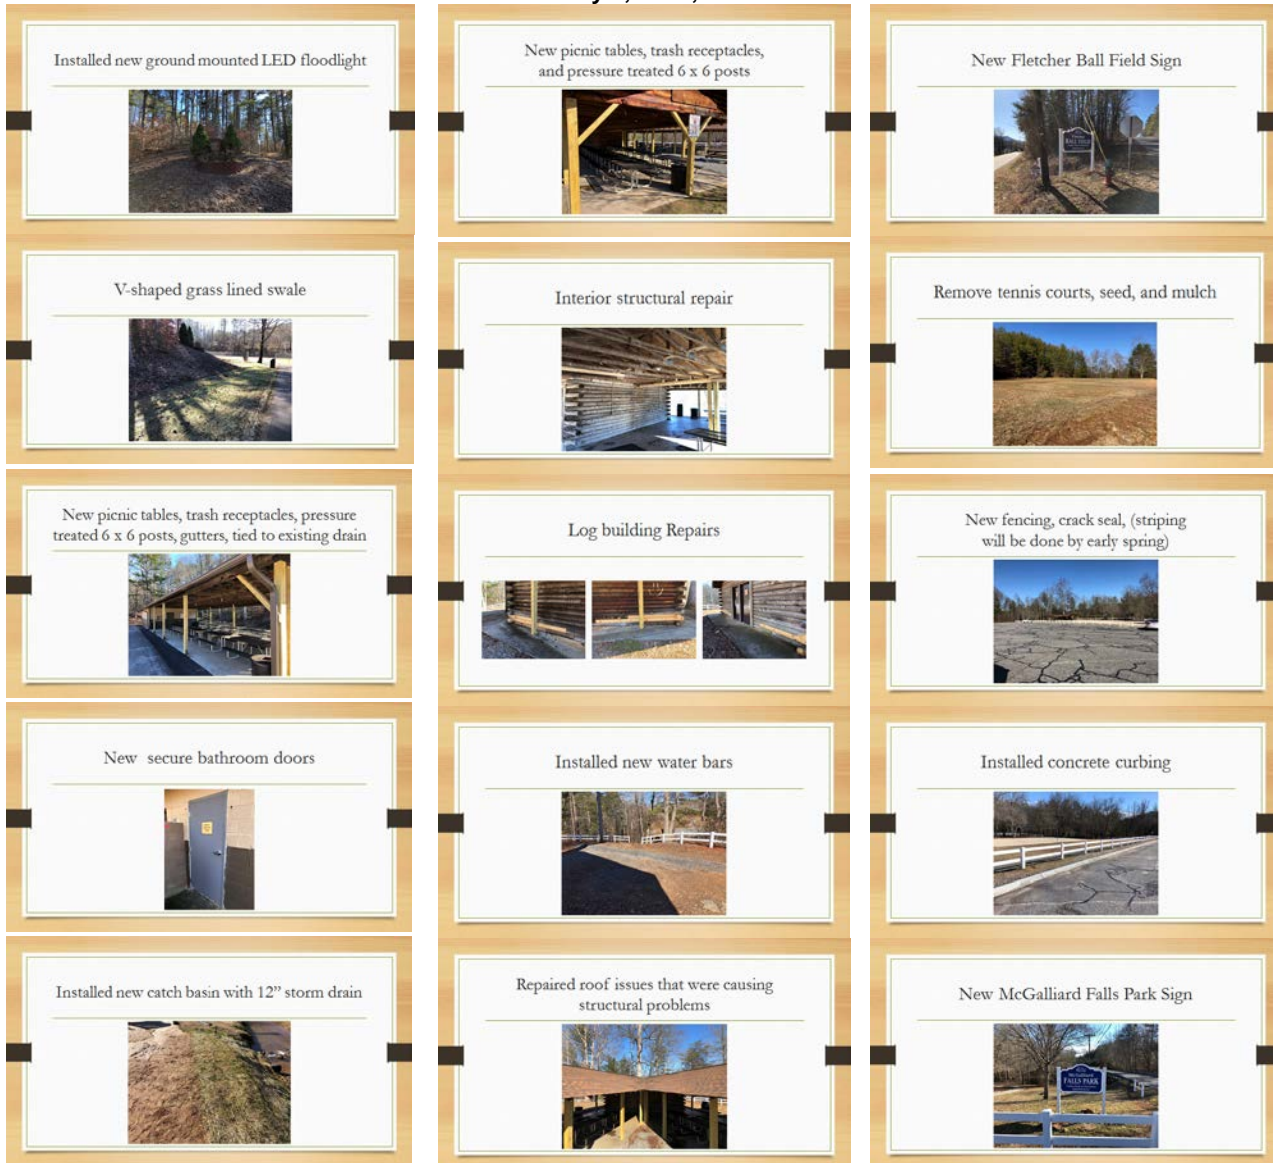 Installed new ground mounted LED floodlight
New picnic tables, trash receptacles,
and pressure treated 6 x 6 posts
New Fletcher Ball Field Sign
BALL FIELD
V-shaped grass lined swale
Interior structural repair
Remove tennis courts, seed, and mulch
New picnic tables, trash receptacles, pressure
treated 6 x 6 posts, gutters, tied to existing drain
Log building Repairs
New fencing, crack seal, (striping
will be done by early spring)
New secure bathroom doors
Installed new water bars
Installed concrete curbing
Installed new catch basin with 12” storm drain
Repaired roof issues that were causing
structural problems
New McGalliard Falls Park Sign
McGalliard
FALLS PARK